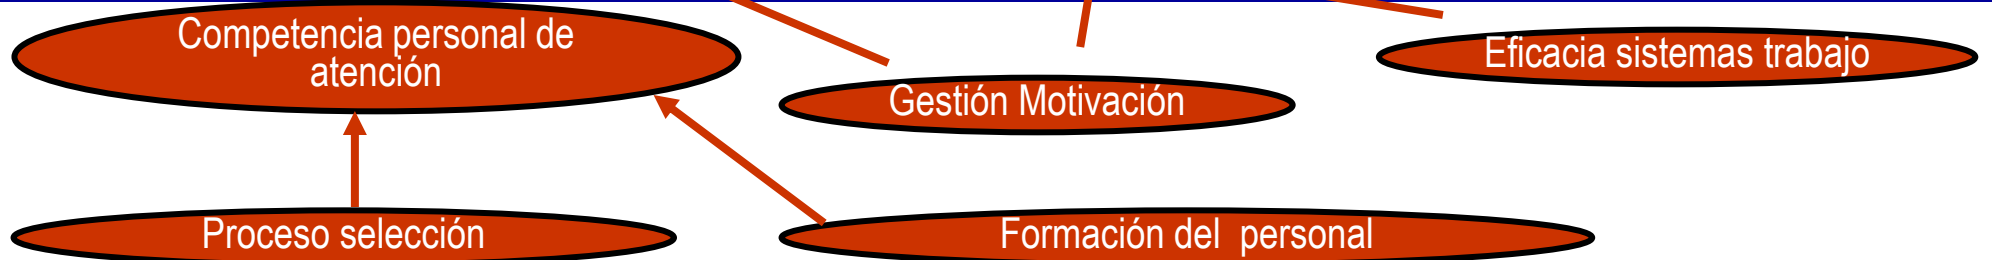 Competencia personal de
atención
Eficacia sistemas trabajo
Gestión Motivación
Proceso selección
Formación del  personal